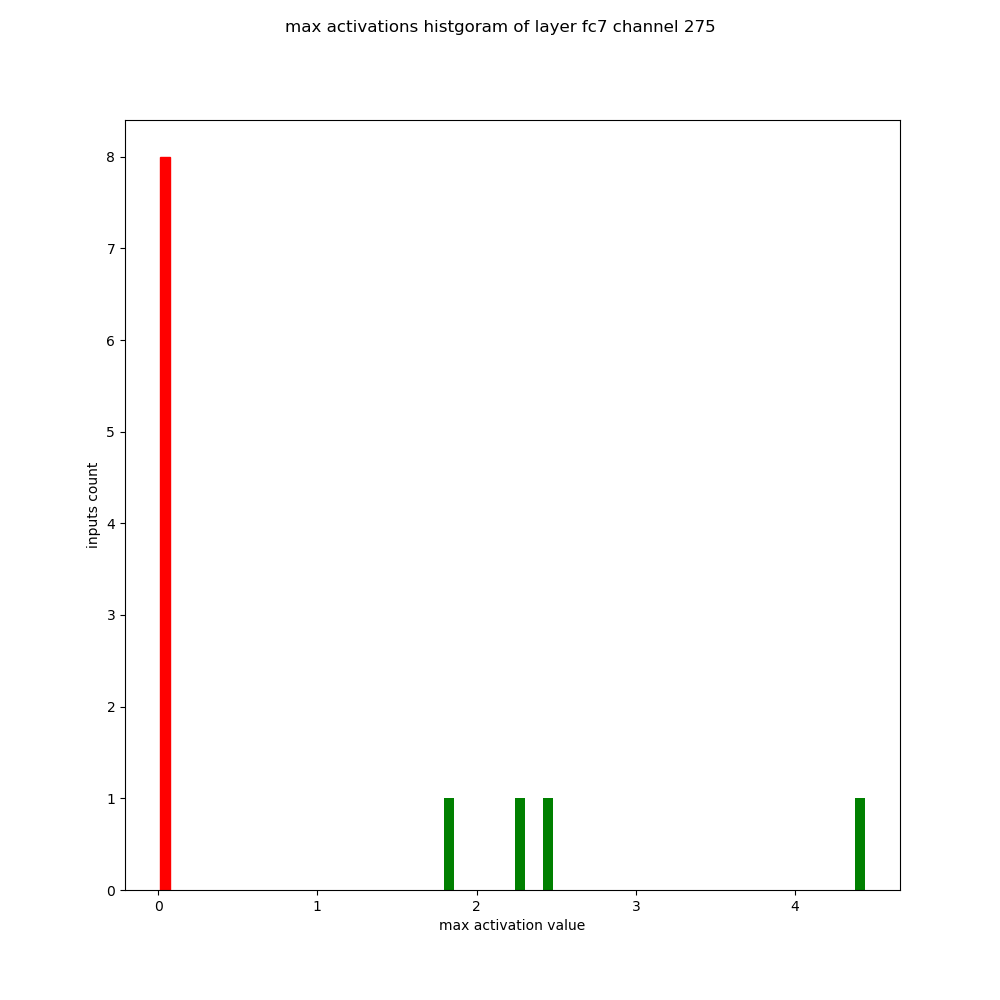 max activations histgoram of layer fc7 channel 275
8
7
6
5
4
3
2
1
0
inputs count
0 1 2 3 4
max activation value